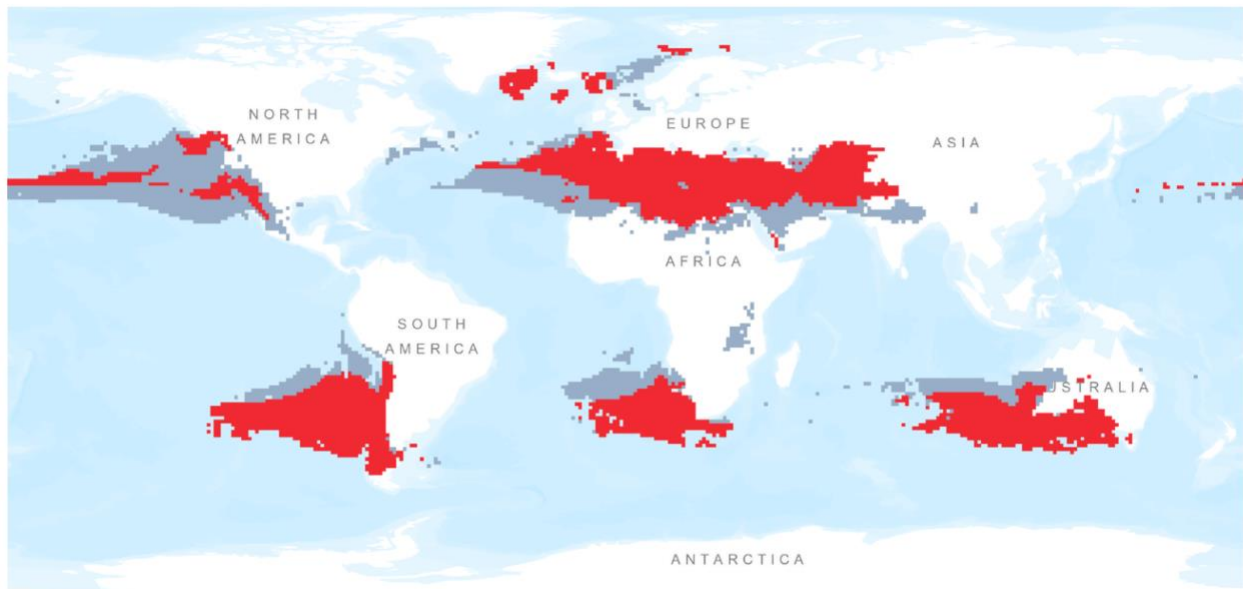 NORTH
AMERICA
EUROPE
ASIA
AFRICA
SOUTH
AMERICA
USTRALIA
ANTARCTICA